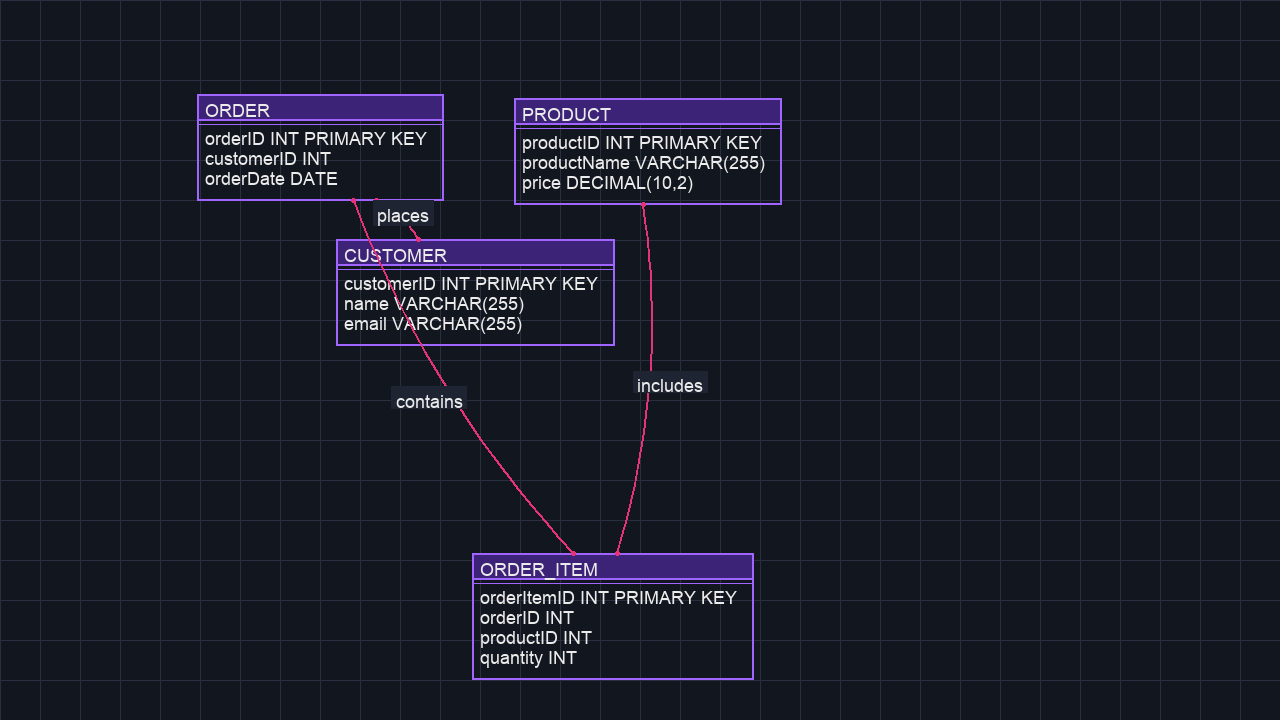 ORDER
orderID INT PRIMARY KEY
customerID INT
orderDate DATE
PRODUCT
productID INT PRIMARY KEY
productName VARCHAR(255)
price DECIMAL(10,2)
places
CUSTOMER
customerID INT PRIMARY KEY
name VARCHAR(255)
email VARCHAR(255)
includes
contains
ORDER_ITEM
orderItemID INT PRIMARY KEY
orderID INT
productID INT
quantity INT